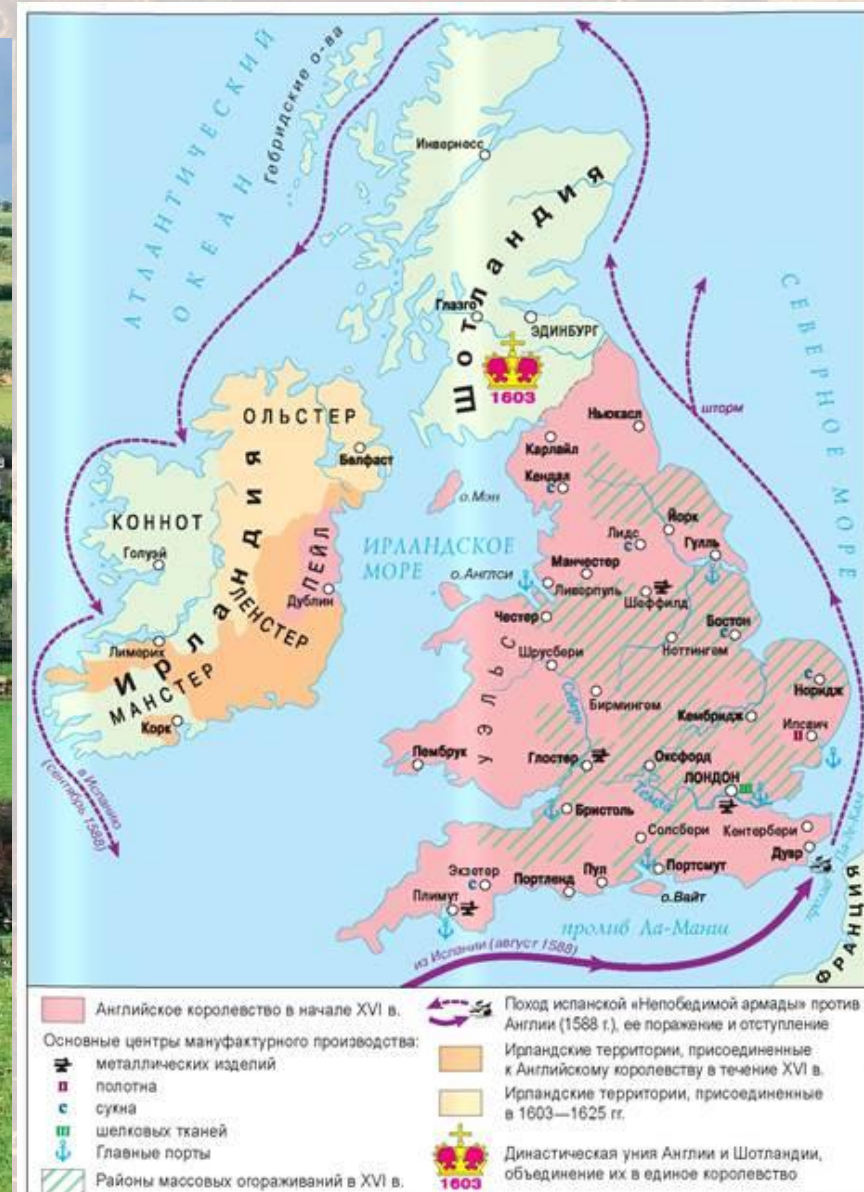 АТЛАНТИЧЕСКИЙ
ОКЕАН
Гебридские о-ва
Инвернесс
Шотландия
Глазго
ЭДИНБУРГ
1603
СЕВЕРНОЕ МОРЕ
шторм
ОЛЬСТЕР
Белфаст
Ньюкасл
Карлайл
Кендал
с
о.Мэн
КОННОТ
Голуэй
Ирландия
ПЕЙЛ
Дублин
ЛЕНСТЕР
ИРЛАНДСКОЕ
МОРЕ
о.Англси
Йорк
Лидс
с
Гулль
Манчестер
Ливерпуль
Шеффилд
Честер
Бостон
с
Ноттингем
Шрусбери
Лимерик
МАНСТЕР
Корк
УЭЛЬС
Северн
Бирмингем
Норидж
с
Кембридж
Ипсвич
п
Пембрук
Глостер
Оксфорд
ЛОНДОН
ш
Темза
Бристоль
Солсбери
Кентербери
Дувр
пролив Па-де-Кале
Экзетер
с
Портленд
Пул
Портсмут
о.Вайт
Плимут
в Испанию
(сентябрь 1588)
из Испании (август 1588)
пролив Ла-Манш
ФРАНЦИЯ
Английское королевство в начале XVI в.
Основные центры мануфактурного производства:
металлических изделий
п полотна
с сукна
ш шелковых тканей
Главные порты
Районы массовых огораживаний в XVI в.
Поход испанской «Непобедимой армады» против
Англии (1588 г.), ее поражение и отступление
Ирландские территории, присоединенные
к Английскому королевству в течение XVI в.
Ирландские территории, присоединенные
в 1603—1625 гг.
Династическая уния Англии и Шотландии,
объединение их в единое королевство
1603